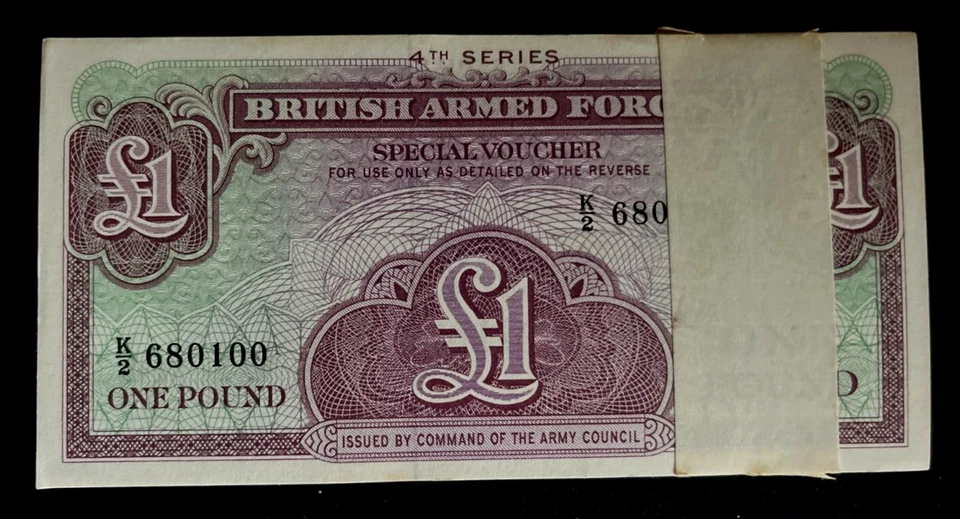 4TH SERIES
BRITISH ARMED FORC
SPECIAL VOUCHER
FOR USE ONLY AS DETAILED ON THE REVERSE
K/2 680
£1
£1
£1
K/2 680100
ONE POUND
D
ISSUED BY COMMAND OF THE ARMY COUNCIL